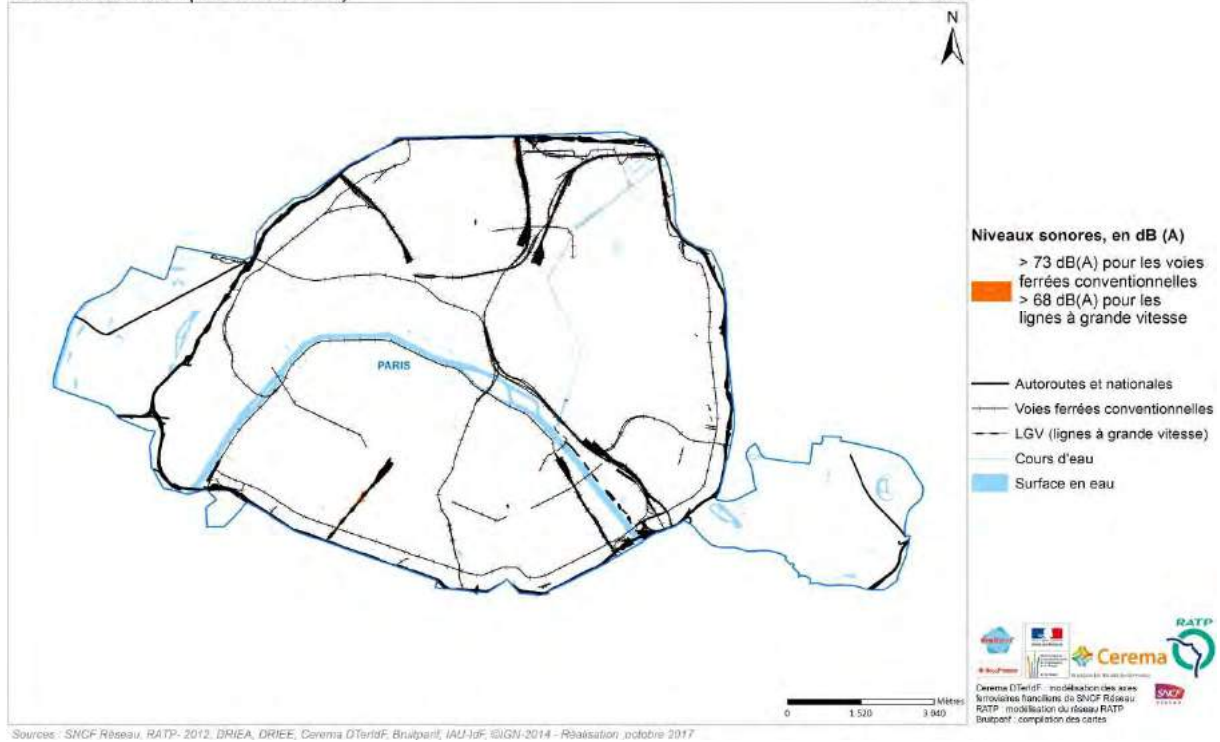 N
PARIS
Niveaux sonores, en dB (A)
> 73 dB(A) pour les voies
ferrées conventionnelles
> 68 dB(A) pour les
lignes à grande vitesse
Autoroutes et nationales
Voies ferrées conventionnelles
LGV (lignes à grande vitesse)
Cours d'eau
Surface en eau
RATP
Cerema
Cerema DTerIdF : modélisation des axes
ferroviaires franciliens de SNCF Réseau
RATP : modélisation du réseau RATP
Bruitparif : compilation des cartes
SNCF
Mètres
0 1 520 3 040
Sources : SNCF Réseau, RATP- 2012, DRIEA, DRIEE, Cerema DTerIdF, Bruitparif, IAU-IdF, ©IGN-2014 - Réalisation octobre 2017